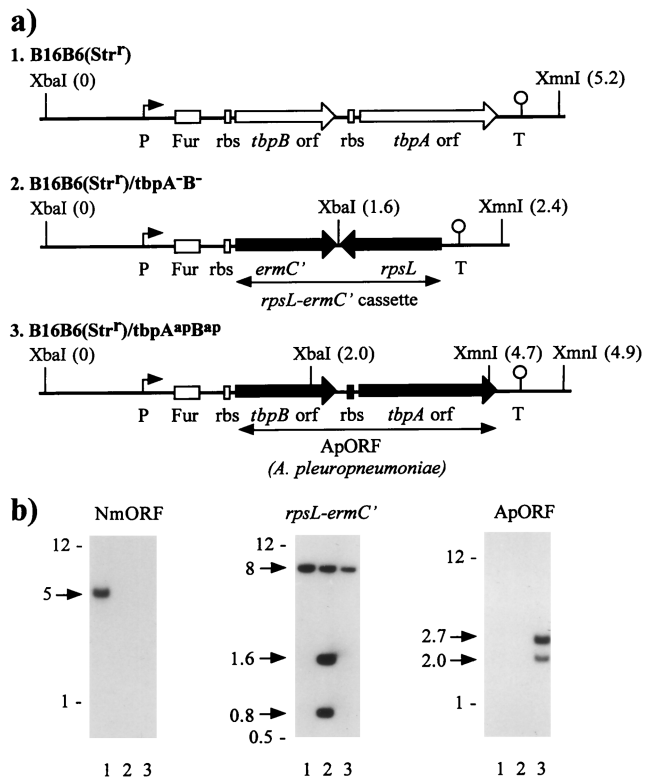 a)
1. B16B6(Strʳ)
XbaI (0)
XmnI (5.2)
P Fur rbs tbpB orf rbs tbpA orf T
2. B16B6(Strʳ)/tbpA⁻B⁻
XbaI (0)
XbaI (1.6)
XmnI (2.4)
P Fur rbs ermC’ rpsL T
rpsL-ermC’ cassette
3. B16B6(Strʳ)/tbpAᵃᵖBᵃᵖ
XbaI (0)
XbaI (2.0)
XmnI (4.7) XmnI (4.9)
P Fur rbs tbpB orf rbs tbpA orf T
ApORF
(A. pleuropneumoniae)
b)
NmORF
12 -
5
1 -
1 2 3
rpsL-ermC’
12 -
8
1.6
0.8
0.5 -
1 2 3
ApORF
12 -
2.7
2.0
1 -
1 2 3